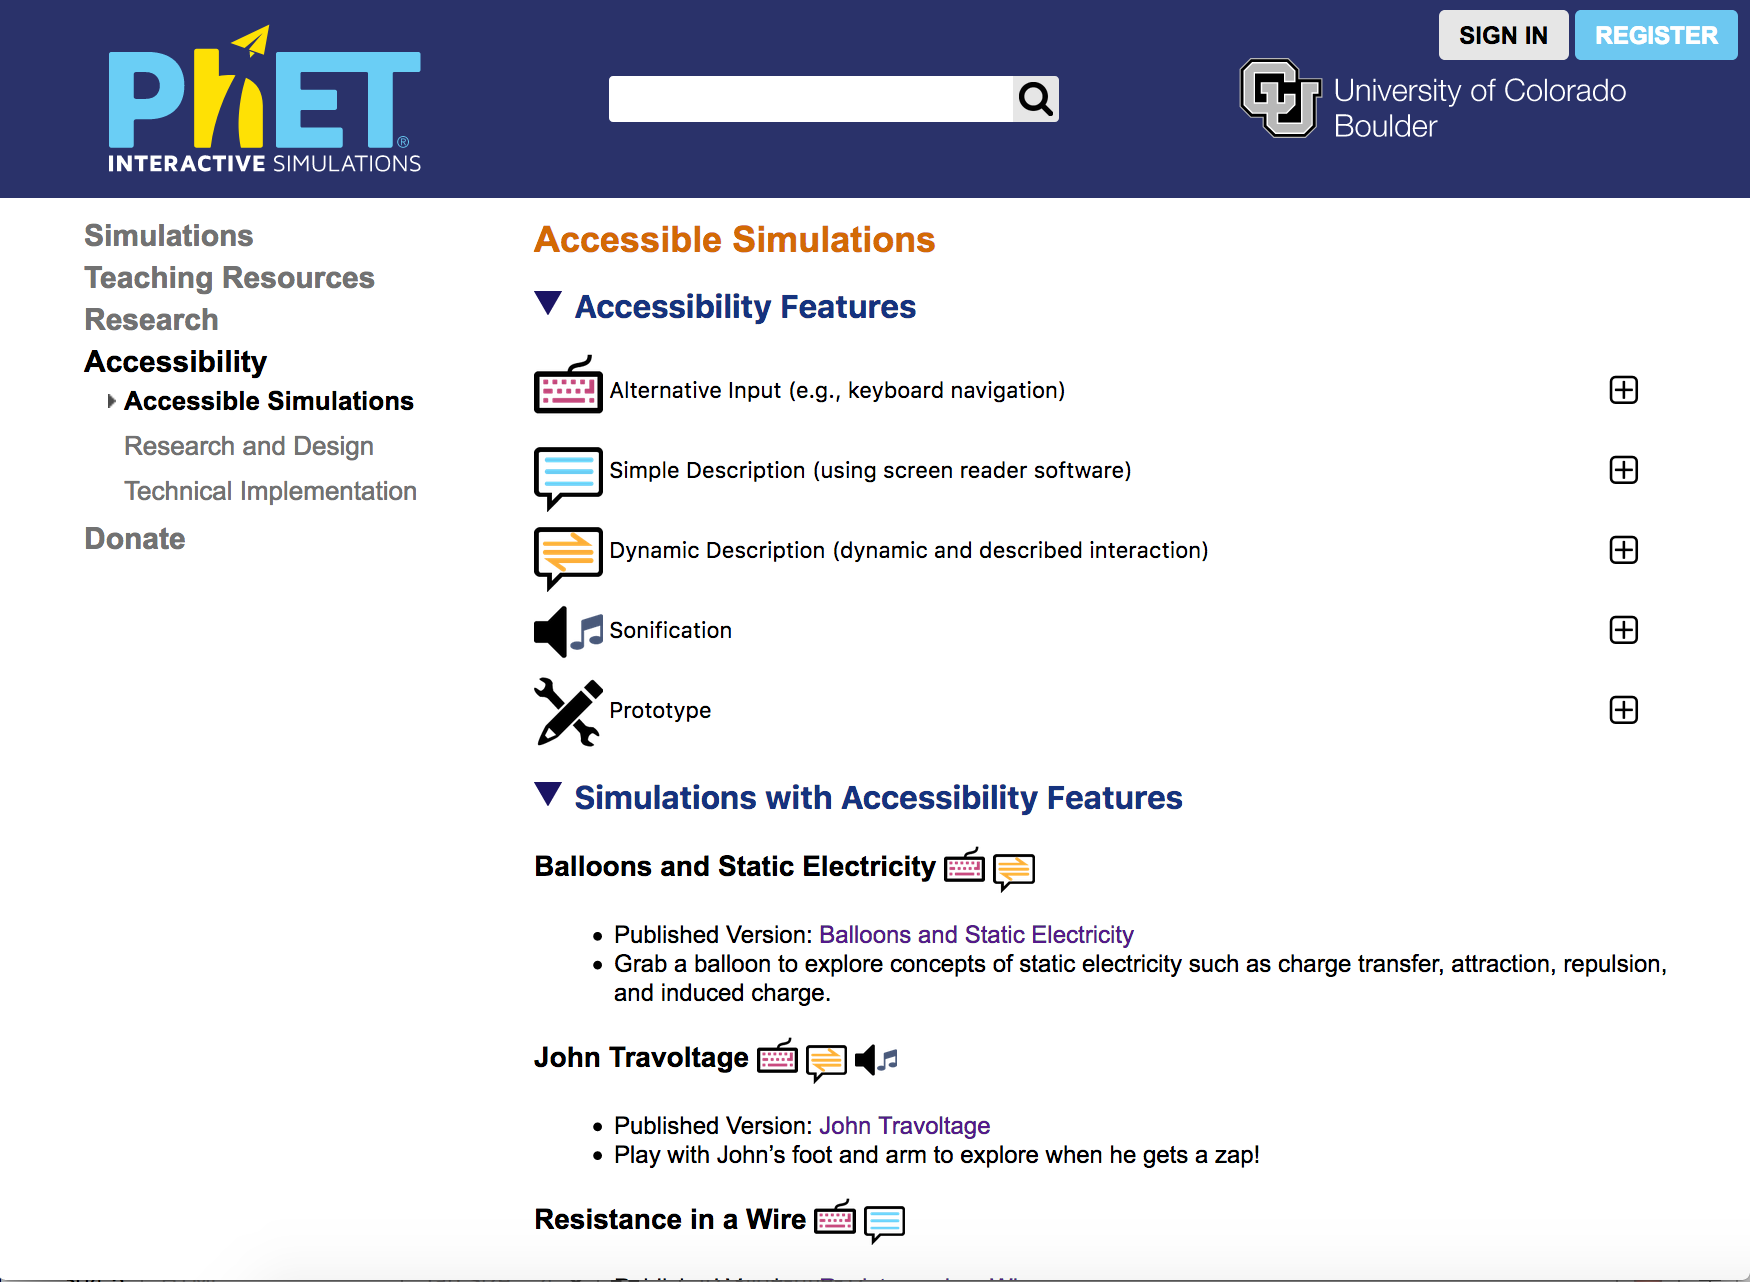 SIGN IN
REGISTER
PhET®
INTERACTIVE SIMULATIONS
University of Colorado
Boulder
Simulations
Teaching Resources
Research
Accessibility
Accessible Simulations
Research and Design
Technical Implementation
Donate
Accessible Simulations
Accessibility Features
Alternative Input (e.g., keyboard navigation)
Simple Description (using screen reader software)
Dynamic Description (dynamic and described interaction)
Sonification
Prototype
Simulations with Accessibility Features
Balloons and Static Electricity
• Published Version: Balloons and Static Electricity
• Grab a balloon to explore concepts of static electricity such as charge transfer, attraction, repulsion,
and induced charge.
John Travoltage
• Published Version: John Travoltage
• Play with John’s foot and arm to explore when he gets a zap!
Resistance in a Wire